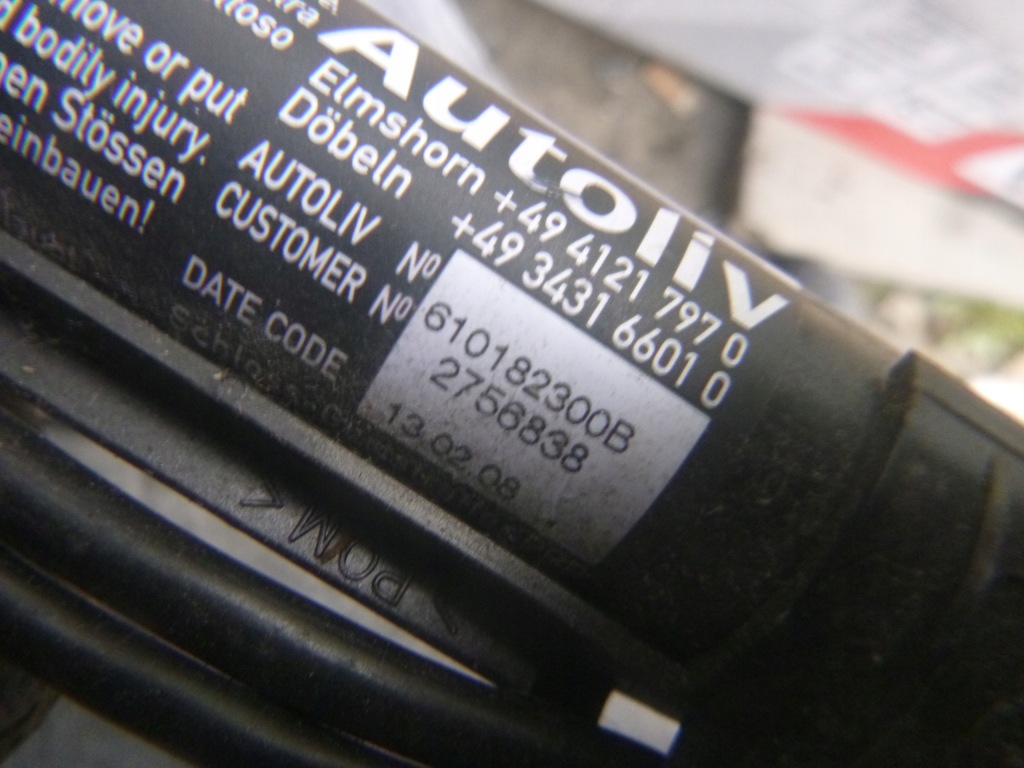 ttoso
move or put
bodily injury.
Stössen
einbauen!
Autoliv
Elmshorn +49 4121 797 0
Döbeln +49 3431 6601 0
AUTOLIV Nº 610182300B
CUSTOMER Nº 2756838
DATE CODE 13.02.08
>POM<